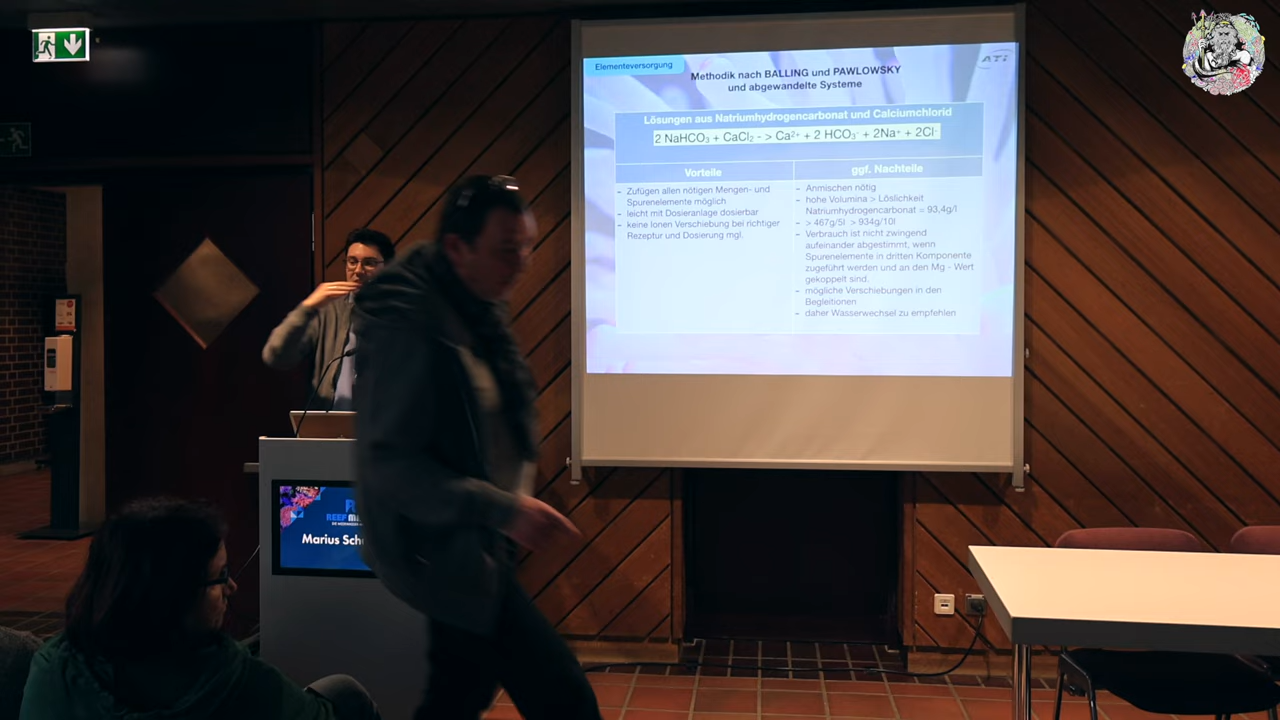 Elementeversorgung
ATI
Methodik nach BALLING und PAWLOWSKY
und abgewandelte Systeme
Lösungen aus Natriumhydrogencarbonat und Calciumchlorid
2 NaHCO₃ + CaCl₂ - > Ca²⁺ + 2 HCO₃⁻ + 2Na⁺ + 2Cl⁻
Vorteile
– Zufügen allen nötigen Mengen- und
Spurenelemente möglich
– leicht mit Dosieranlage dosierbar
– keine Ionen Verschiebung bei richtiger
Rezeptur und Dosierung mgl.
ggf. Nachteile
– Anmischen nötig
– hohe Volumina > Löslichkeit
Natriumhydrogencarbonat = 93,4g/l
– > 467g/5l > 934g/10l
– Verbrauch ist nicht zwingend
aufeinander abgestimmt, wenn
Spurenelemente in dritten Komponente
zugeführt werden und an den Mg - Wert
gekoppelt sind.
– mögliche Verschiebungen in den
Begleitionen
– daher Wasserwechsel zu empfehlen
REEF
Marius